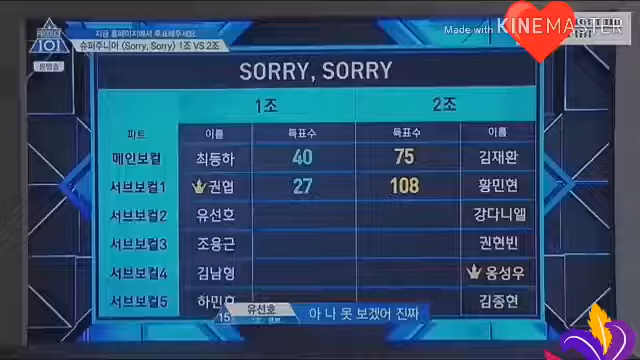 PRODUCE 101
지금 홈페이지에서 투표해주세요
슈퍼주니어 (Sorry, Sorry) 1조 VS 2조
Made with KINEMASTER
SORRY, SORRY
1조 2조
파트 이름 득표수 득표수 이름
메인보컬 최동하 40 75 김재환
서브보컬1 권협 27 108 황민현
서브보컬2 유선호 강다니엘
서브보컬3 조용근 권현빈
서브보컬4 김남형 옹성우
서브보컬5 하민호 김종현
유선호
15 아 나 못 보겠어 진짜